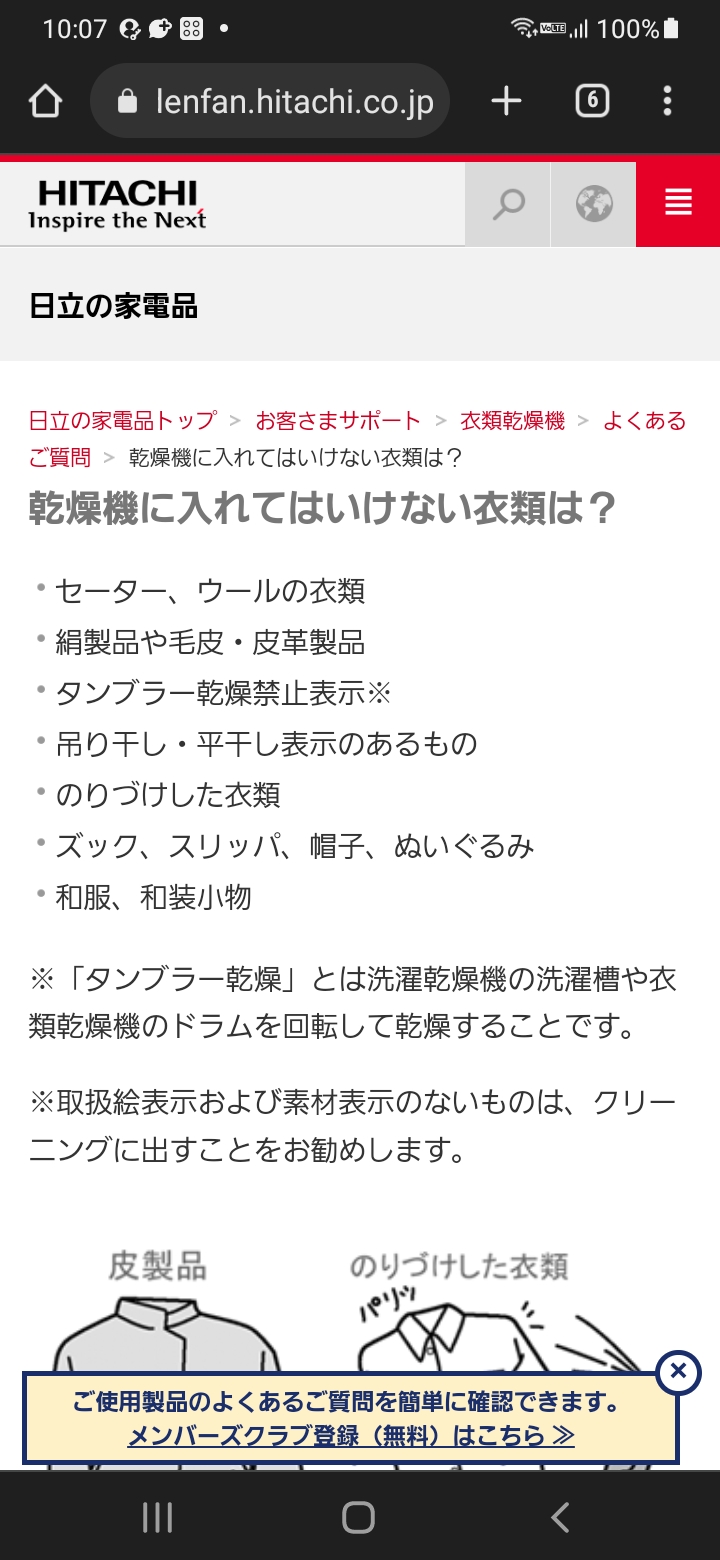 10:07
VoLTE 100%
lenfan.hitachi.co.jp
6
HITACHI
Inspire the Next
日立の家電品
日立の家電品トップ > お客さまサポート > 衣類乾燥機 > よくある
ご質問 > 乾燥機に入れてはいけない衣類は？
乾燥機に入れてはいけない衣類は？
・セーター、ウールの衣類
・絹製品や毛皮・皮革製品
・タンブラー乾燥禁止表示※
・吊り干し・平干し表示のあるもの
・のりづけした衣類
・ズック、スリッパ、帽子、ぬいぐるみ
・和服、和装小物
※「タンブラー乾燥」とは洗濯乾燥機の洗濯槽や衣
類乾燥機のドラムを回転して乾燥することです。
※取扱絵表示および素材表示のないものは、クリー
ニングに出すことをお勧めします。
皮製品 のりづけした衣類
パリッ
ご使用製品のよくあるご質問を簡単に確認できます。
メンバーズクラブ登録（無料）はこちら ≫